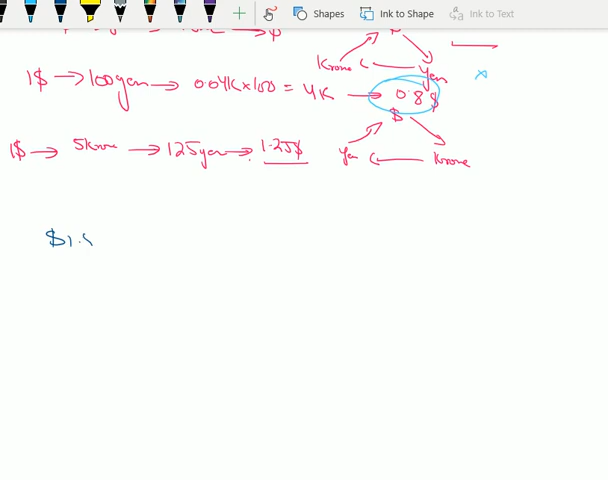 Shapes Ink to Shape Ink to Text
$
Krone Yen
1$ → 100yen → 0.04K×100 = 4K → 0.8$
$
1$ → 5krone → 125yen → 1.25$ Yen Krone
$1.